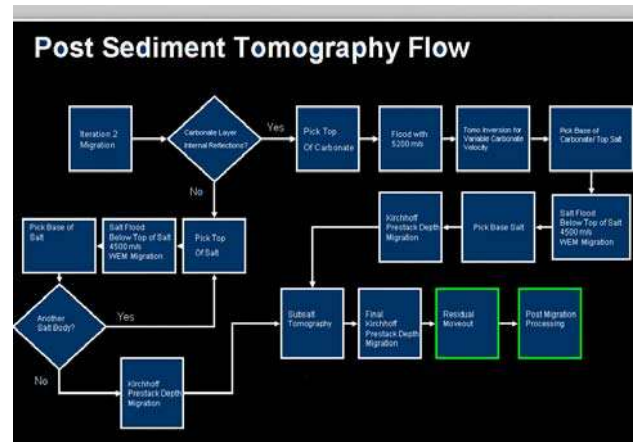 Post Sediment Tomography Flow
Iteration 2
Migration
Carbonate Layer
Internal Reflections?
Yes
Pick Top
Of Carbonate
Flood with
5200 m/s
Tomo Inversion for
Variable Carbonate
Velocity
Pick Base of
Carbonate/Top Salt
No
Pick Base of
Salt
Salt Flood
Below Top of Salt
4500 m/s
WEM Migration
Pick Top
Of Salt
Kirchhoff
Prestack Depth
Migration
Pick Base Salt
Salt Flood
Below Top of Salt
4500 m/s
WEM Migration
Another
Salt Body?
Yes
Subsalt
Tomography
Final
Kirchhoff
Prestack Depth
Migration
Residual
Moveout
Post Migration
Processing
No
Kirchhoff
Prestack Depth
Migration